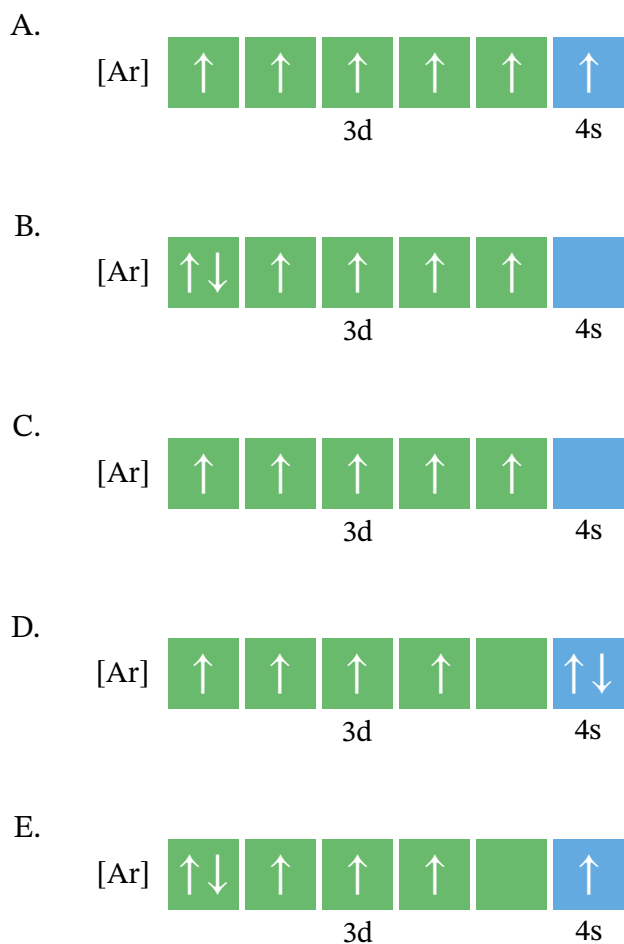 A.
[Ar] ↑ ↑ ↑ ↑ ↑ ↑
3d 4s
B.
[Ar] ↑↓ ↑ ↑ ↑ ↑
3d 4s
C.
[Ar] ↑ ↑ ↑ ↑ ↑
3d 4s
D.
[Ar] ↑ ↑ ↑ ↑ ↑↓
3d 4s
E.
[Ar] ↑↓ ↑ ↑ ↑ ↑
3d 4s